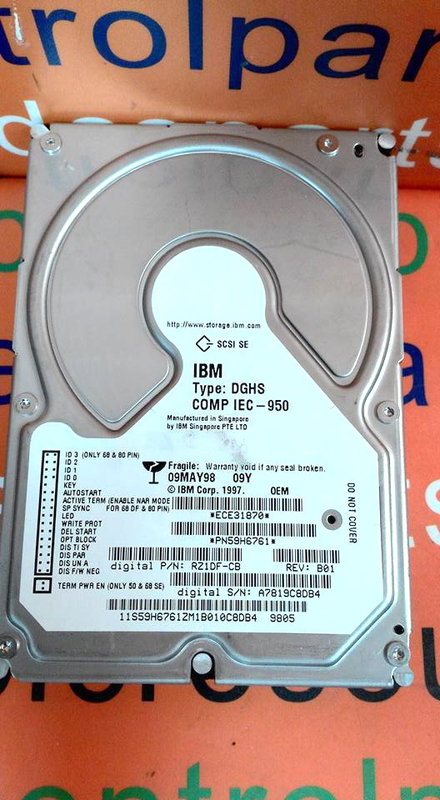 trolpar
http://www.storage.ibm.com
SCSI SE
IBM
Type: DGHS
COMP IEC-950
Manufactured in Singapore
by IBM Singapore PTE LTD
Fragile: Warranty void if any seal broken.
09MAY98 09Y
© IBM Corp. 1997. OEM
ID 3 (ONLY 68 & 80 PIN)
ID 2
ID 1
ID 0
KEY
AUTOSTART
ACTIVE TERM (ENABLE NAR MODE
SP SYNC FOR 68 OF & 80 PIN)
LED
WRITE PROT
DEL START
OPT BLOCK
DIS TI SY
DIS PAR
DIS UN A
DIS F/W NEG
TERM PWR EN (ONLY 50 & 68 SE)
*ECE31870*
*PN59H6761*
DO NOT COVER
digital P/N: RZ1DF-CB REV: B01
digital S/N: A7819C8DB4
11S59H6761ZM1B010C8DB4 9805